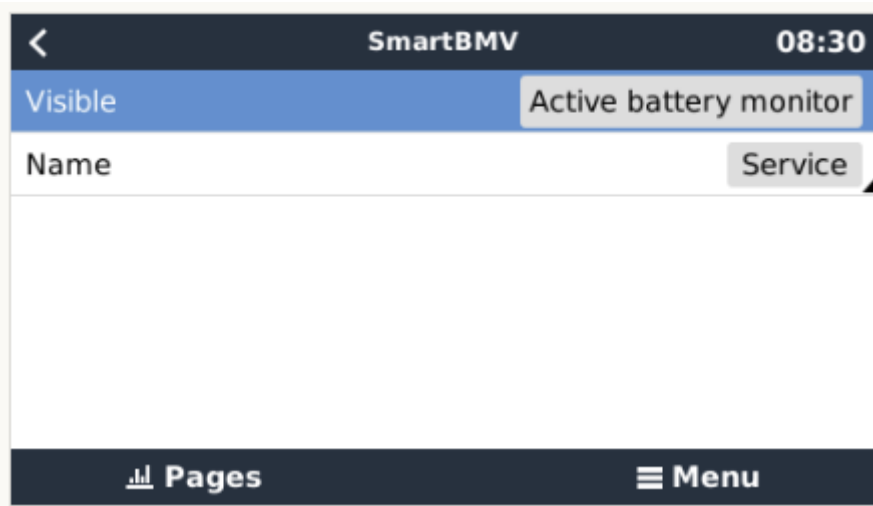 SmartBMV 08:30
Visible Active battery monitor
Name Service
Pages Menu